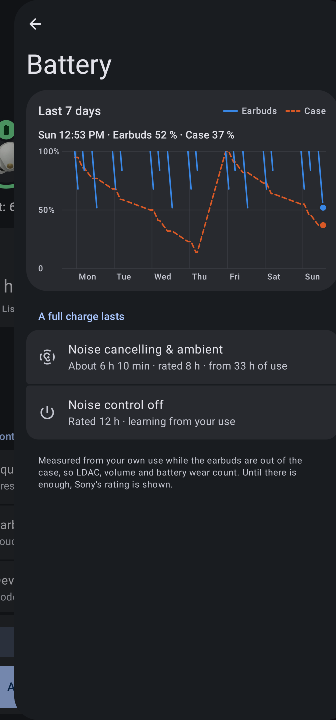 Battery
Last 7 days
Earbuds
Case
Sun 12:53 PM · Earbuds 52 % · Case 37 %
100%
50%
0
Mon Tue Wed Thu Fri Sat Sun
A full charge lasts
Noise cancelling & ambient
About 6 h 10 min · rated 8 h · from 33 h of use
Noise control off
Rated 12 h · learning from your use
Measured from your own use while the earbuds are out of the
case, so LDAC, volume and battery wear count. Until there is
enough, Sony's rating is shown.